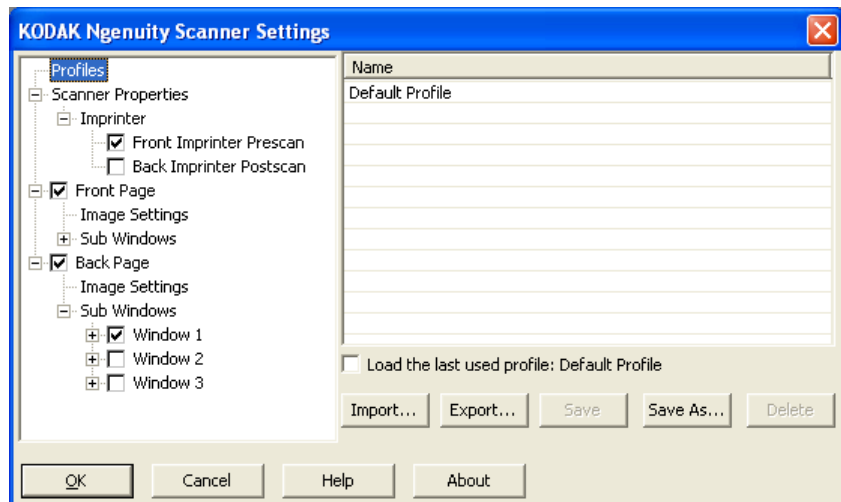 KODAK Ngenuity Scanner Settings
Profiles
Scanner Properties
Imprinter
Front Imprinter Prescan
Back Imprinter Postscan
Front Page
Image Settings
Sub Windows
Back Page
Image Settings
Sub Windows
Window 1
Window 2
Window 3
Name
Default Profile
Load the last used profile: Default Profile
Import... Export... Save Save As... Delete
OK Cancel Help About